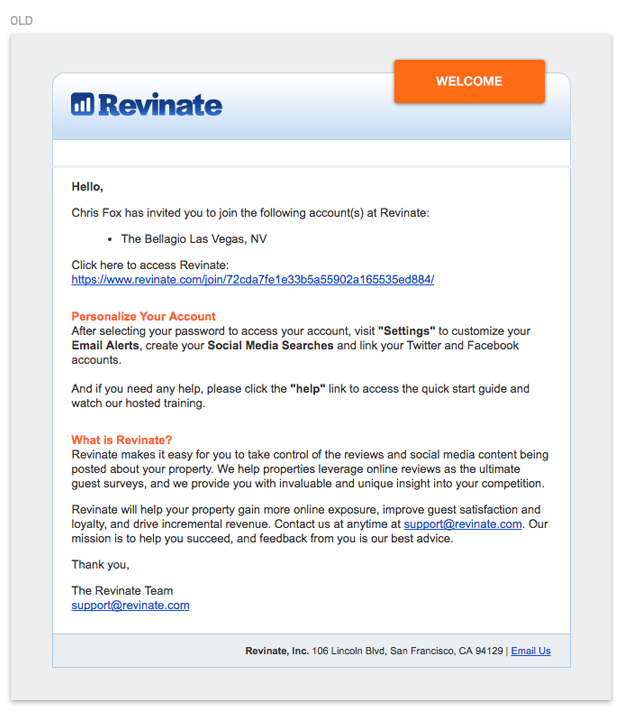 OLD
WELCOME
Revinate
Hello,
Chris Fox has invited you to join the following account(s) at Revinate:
• The Bellagio Las Vegas, NV
Click here to access Revinate:
https://www.revinate.com/join/72cda7fe1e33b5a55902a165535ed884/
Personalize Your Account
After selecting your password to access your account, visit "Settings" to customize your
Email Alerts, create your Social Media Searches and link your Twitter and Facebook
accounts.
And if you need any help, please click the "help" link to access the quick start guide and
watch our hosted training.
What is Revinate?
Revinate makes it easy for you to take control of the reviews and social media content being
posted about your property. We help properties leverage online reviews as the ultimate
guest surveys, and we provide you with invaluable and unique insight into your competition.
Revinate will help your property gain more online exposure, improve guest satisfaction and
loyalty, and drive incremental revenue. Contact us at anytime at support@revinate.com. Our
mission is to help you succeed, and feedback from you is our best advice.
Thank you,
The Revinate Team
support@revinate.com
Revinate, Inc. 106 Lincoln Blvd, San Francisco, CA 94129 | Email Us